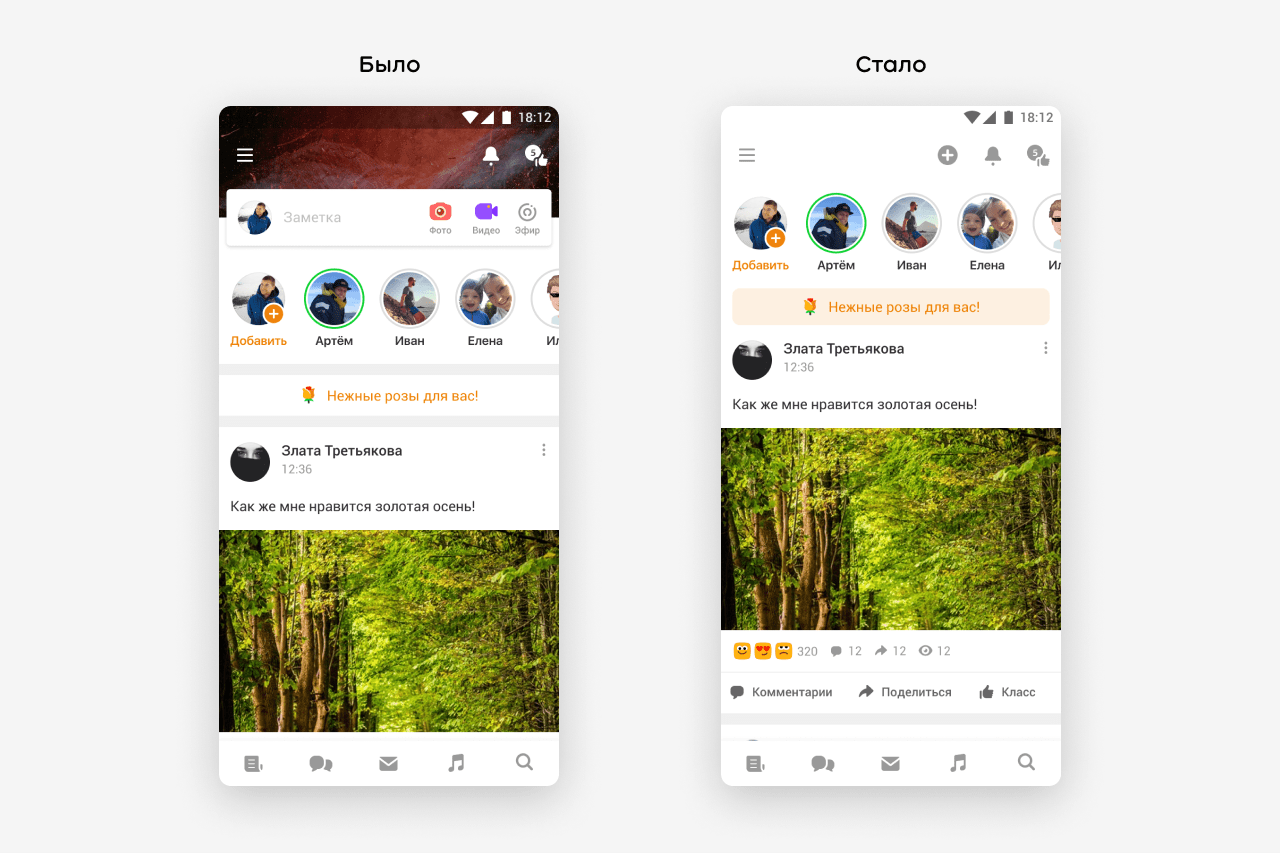 Было
18:12
5
Заметка
Фото Видео Эфир
Добавить Артём Иван Елена Ил
Нежные розы для вас!
Злата Третьякова
12:36
Как же мне нравится золотая осень!
Стало
18:12
5
Добавить Артём Иван Елена Ил
Нежные розы для вас!
Злата Третьякова
12:36
Как же мне нравится золотая осень!
320 12 12 12
Комментарии Поделиться Класс